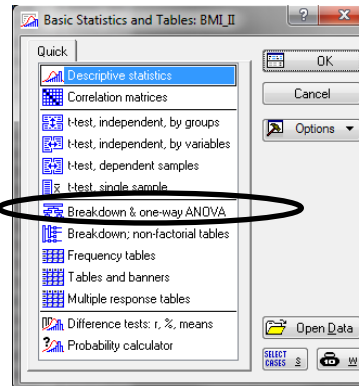 Basic Statistics and Tables: BMI_II
Quick
Descriptive statistics
Correlation matrices
t-test, independent, by groups
t-test, independent, by variables
t-test, dependent samples
t-test, single sample
Breakdown & one-way ANOVA
Breakdown; non-factorial tables
Frequency tables
Tables and banners
Multiple response tables
Difference tests: r, %, means
Probability calculator
OK
Cancel
Options
Open Data
SELECT CASES S
W